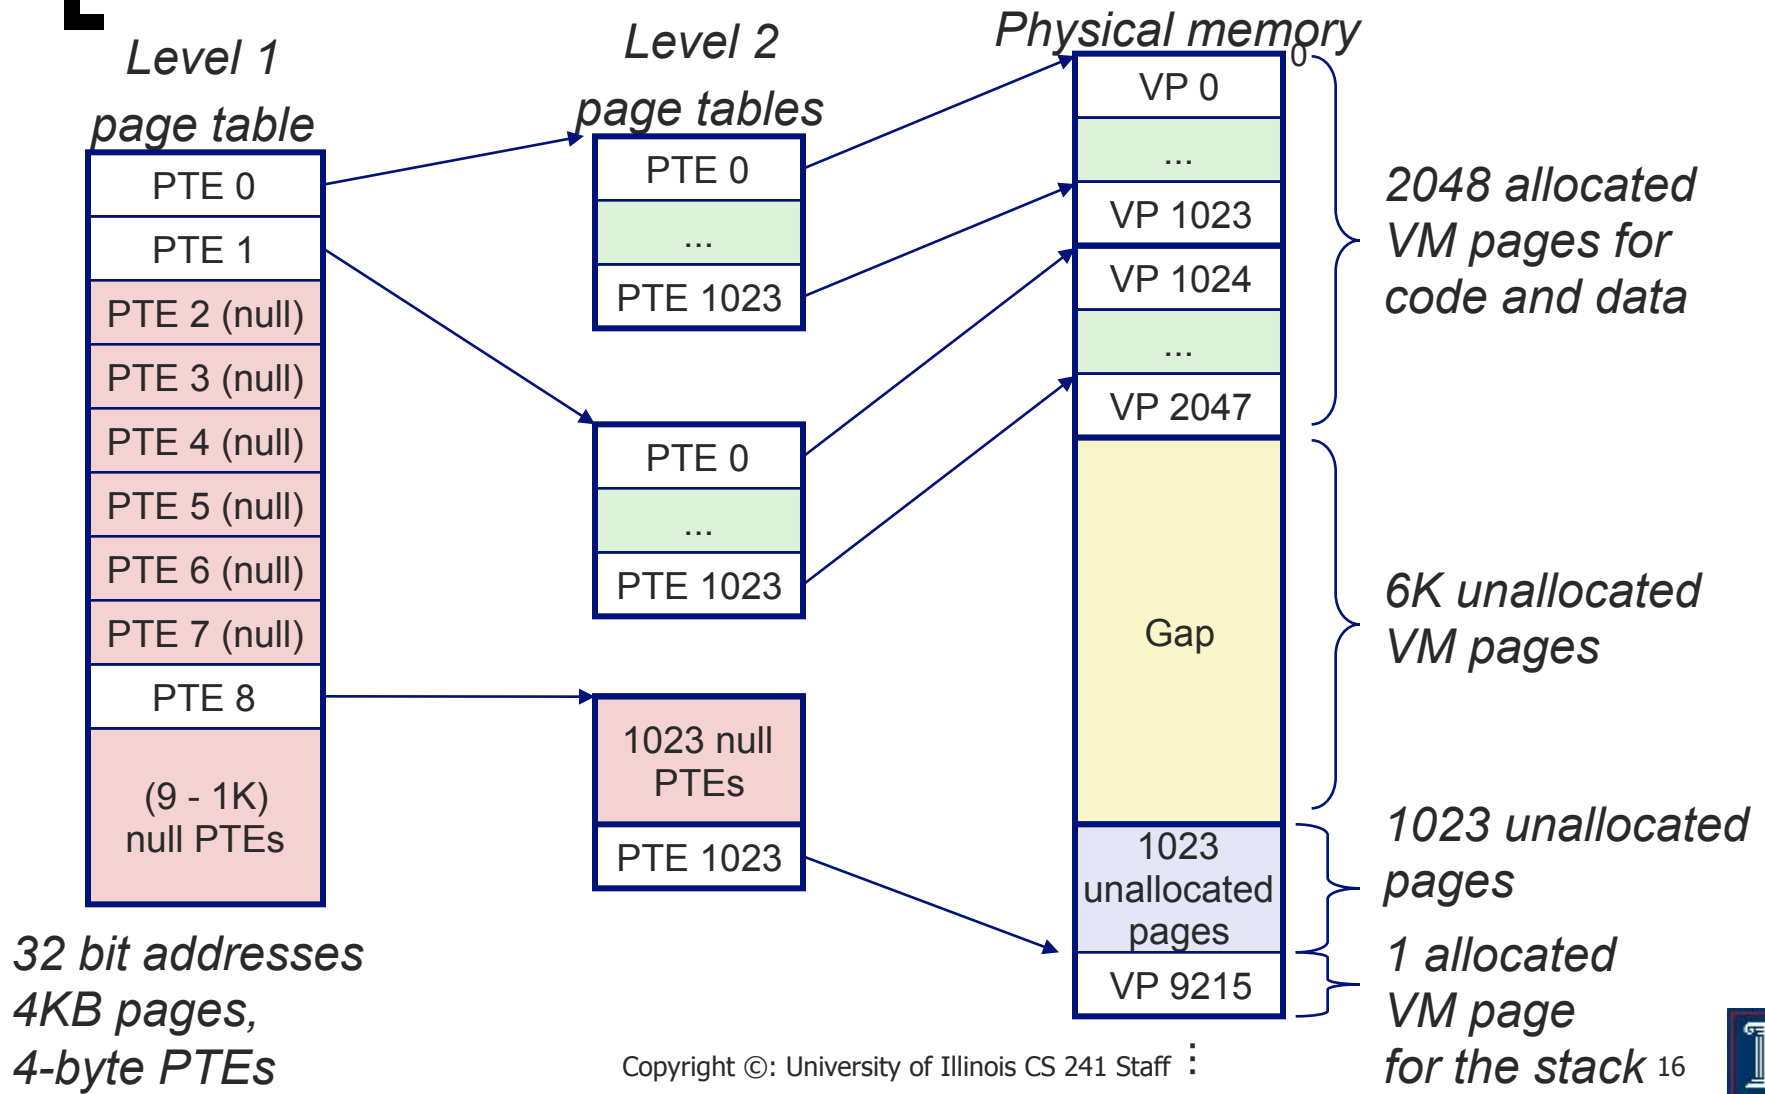 Level 1
page table
PTE 0
PTE 1
PTE 2 (null)
PTE 3 (null)
PTE 4 (null)
PTE 5 (null)
PTE 6 (null)
PTE 7 (null)
PTE 8
(9 - 1K)
null PTEs
32 bit addresses
4KB pages,
4-byte PTEs
Level 2
page tables
PTE 0
...
PTE 1023
PTE 0
...
PTE 1023
1023 null
PTEs
PTE 1023
Physical memory
0
VP 0
...
VP 1023
VP 1024
...
VP 2047
Gap
1023
unallocated
pages
VP 9215
⋮
2048 allocated
VM pages for
code and data
6K unallocated
VM pages
1023 unallocated
pages
1 allocated
VM page
for the stack
Copyright ©: University of Illinois CS 241 Staff
16